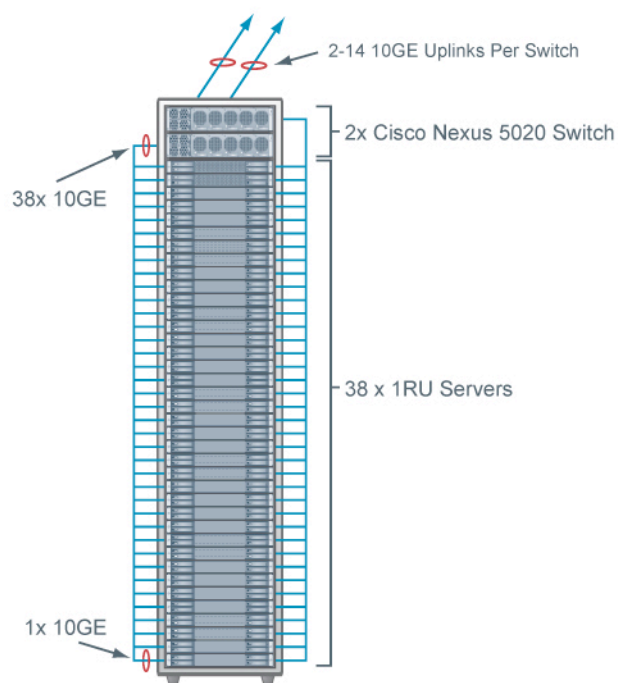 2-14 10GE Uplinks Per Switch
2x Cisco Nexus 5020 Switch
38x 10GE
38 x 1RU Servers
1x 10GE